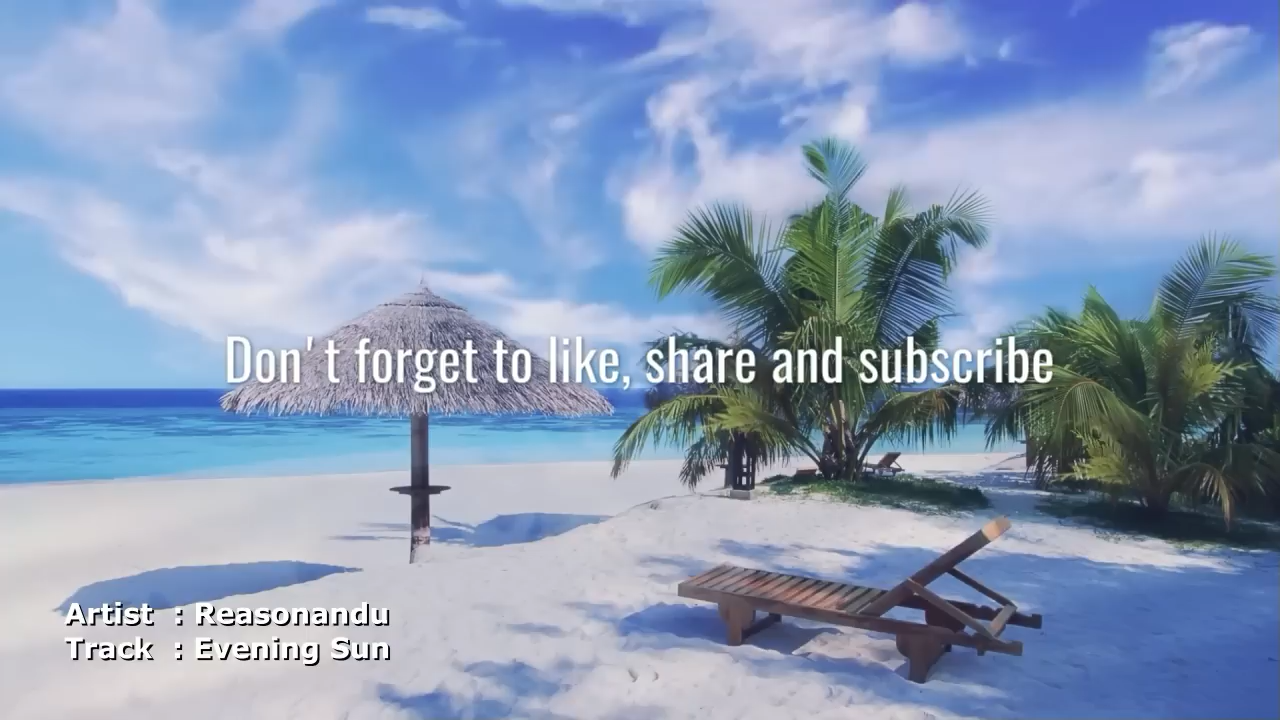 Don't forget to like, share and subscribe
Artist : Reasonandu
Track : Evening Sun